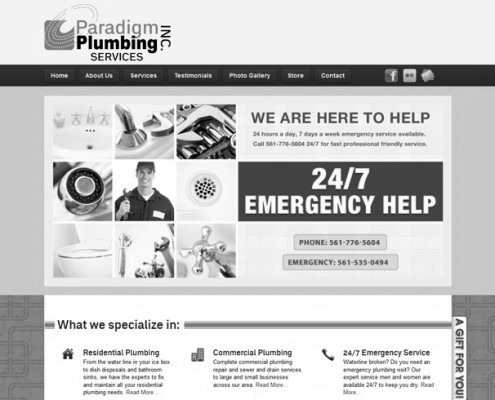 Paradigm
Plumbing INC.
SERVICES
Home About Us Services Testimonials Photo Gallery Store Contact
WE ARE HERE TO HELP
24 hours a day, 7 days a week emergency service available.
Call 561-776-5604 24/7 for fast professional friendly service.
24/7
EMERGENCY HELP
PHONE: 561-776-5604
EMERGENCY: 561-535-0494
What we specialize in:
Residential Plumbing
From the water line in your ice box
to dish disposals and bathroom
sinks, we have the experts to fix
and maintain all your residential
plumbing needs. Read More...
Commercial Plumbing
Complete commercial plumbing
repair and sewer and drain services
to large and small businesses
across our area. Read More...
24/7 Emergency Service
Waterline broken? Do you need an
emergency plumbing visit? Our
expert service men and women are
available 24/7 to keep you dry. Read
More...
A GIFT FOR YOU!